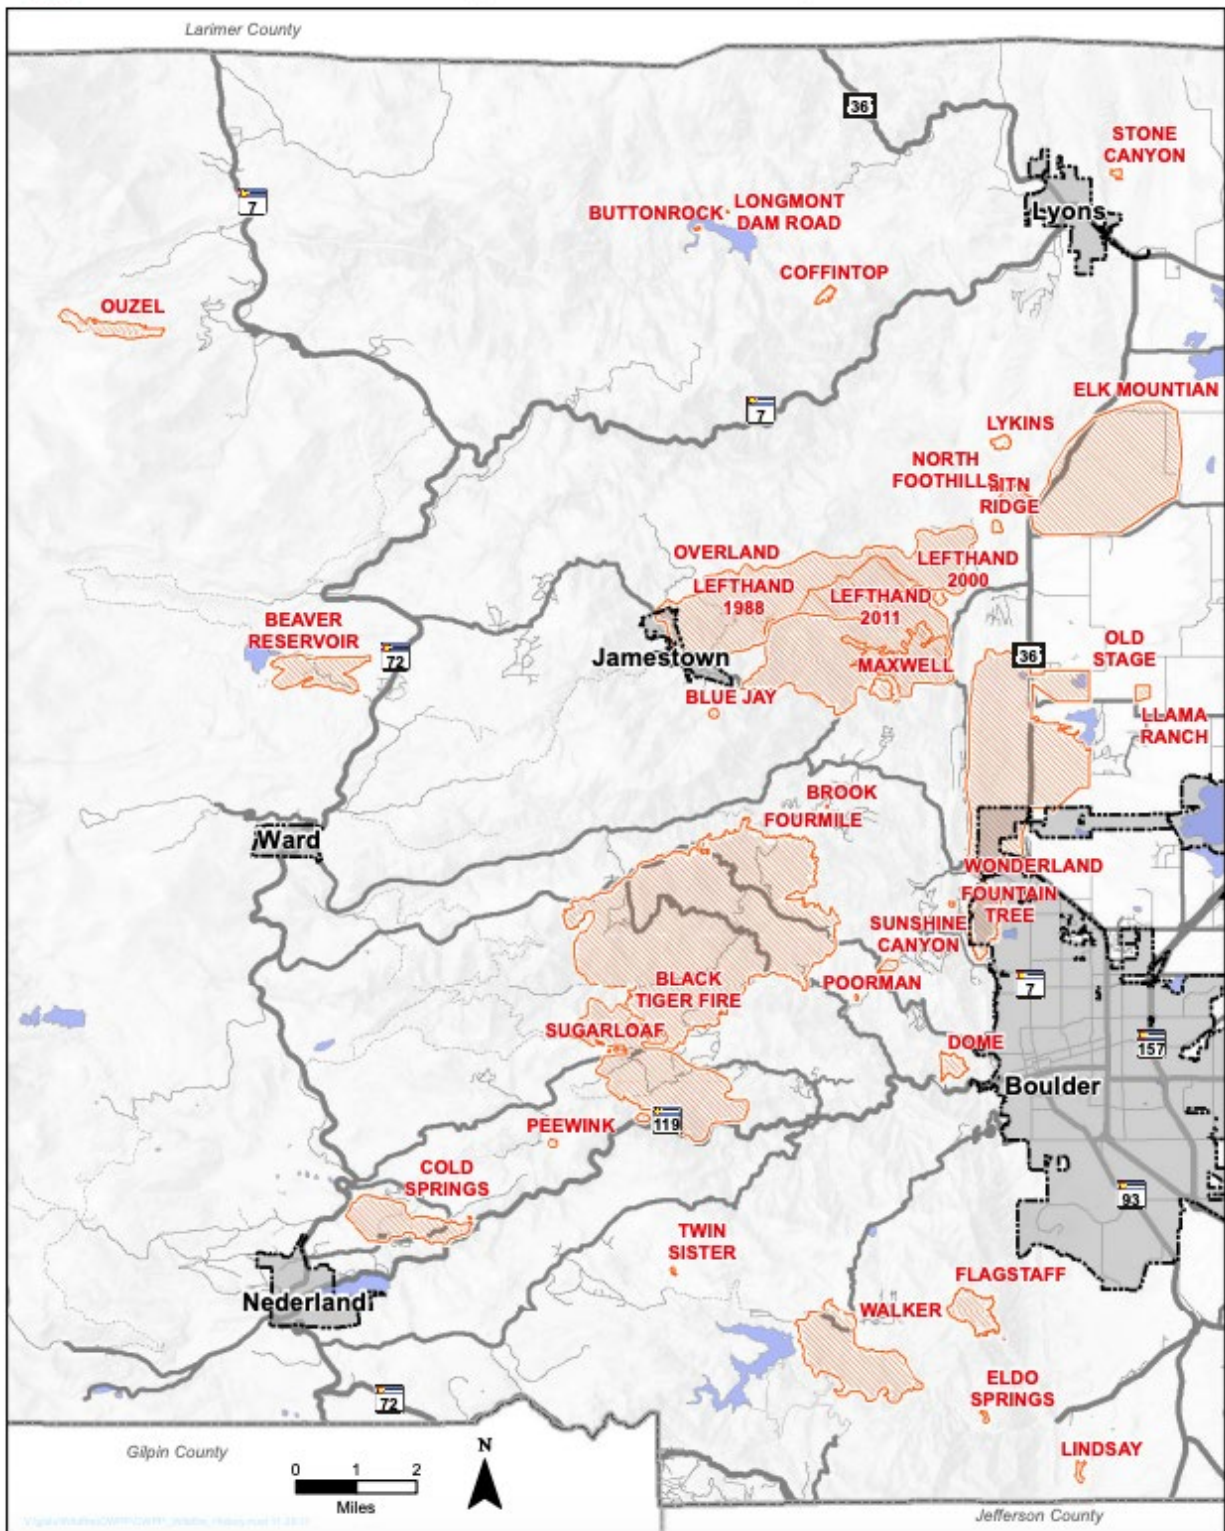 Larimer County
36
STONE
CANYON
7
BUTTONROCK
LONGMONT
DAM ROAD
Lyons
COFFINTOP
OUZEL
ELK MOUNTIAN
7
LYKINS
NORTH
FOOTHILLS
MTN
RIDGE
OVERLAND
LEFTHAND
2000
LEFTHAND
1988
LEFTHAND
2011
BEAVER
RESERVOIR
72
Jamestown
MAXWELL
36
OLD
STAGE
BLUE JAY
LLAMA
RANCH
BROOK
FOURMILE
Ward
WONDERLAND
FOUNTAIN
TREE
SUNSHINE
CANYON
BLACK
TIGER FIRE
POORMAN
7
SUGARLOAF
DOME
157
Boulder
PEEWINK
119
COLD
SPRINGS
93
TWIN
SISTER
FLAGSTAFF
Nederland
WALKER
ELDO
SPRINGS
72
LINDSAY
Gilpin County
N
0 1 2
Miles
Jefferson County